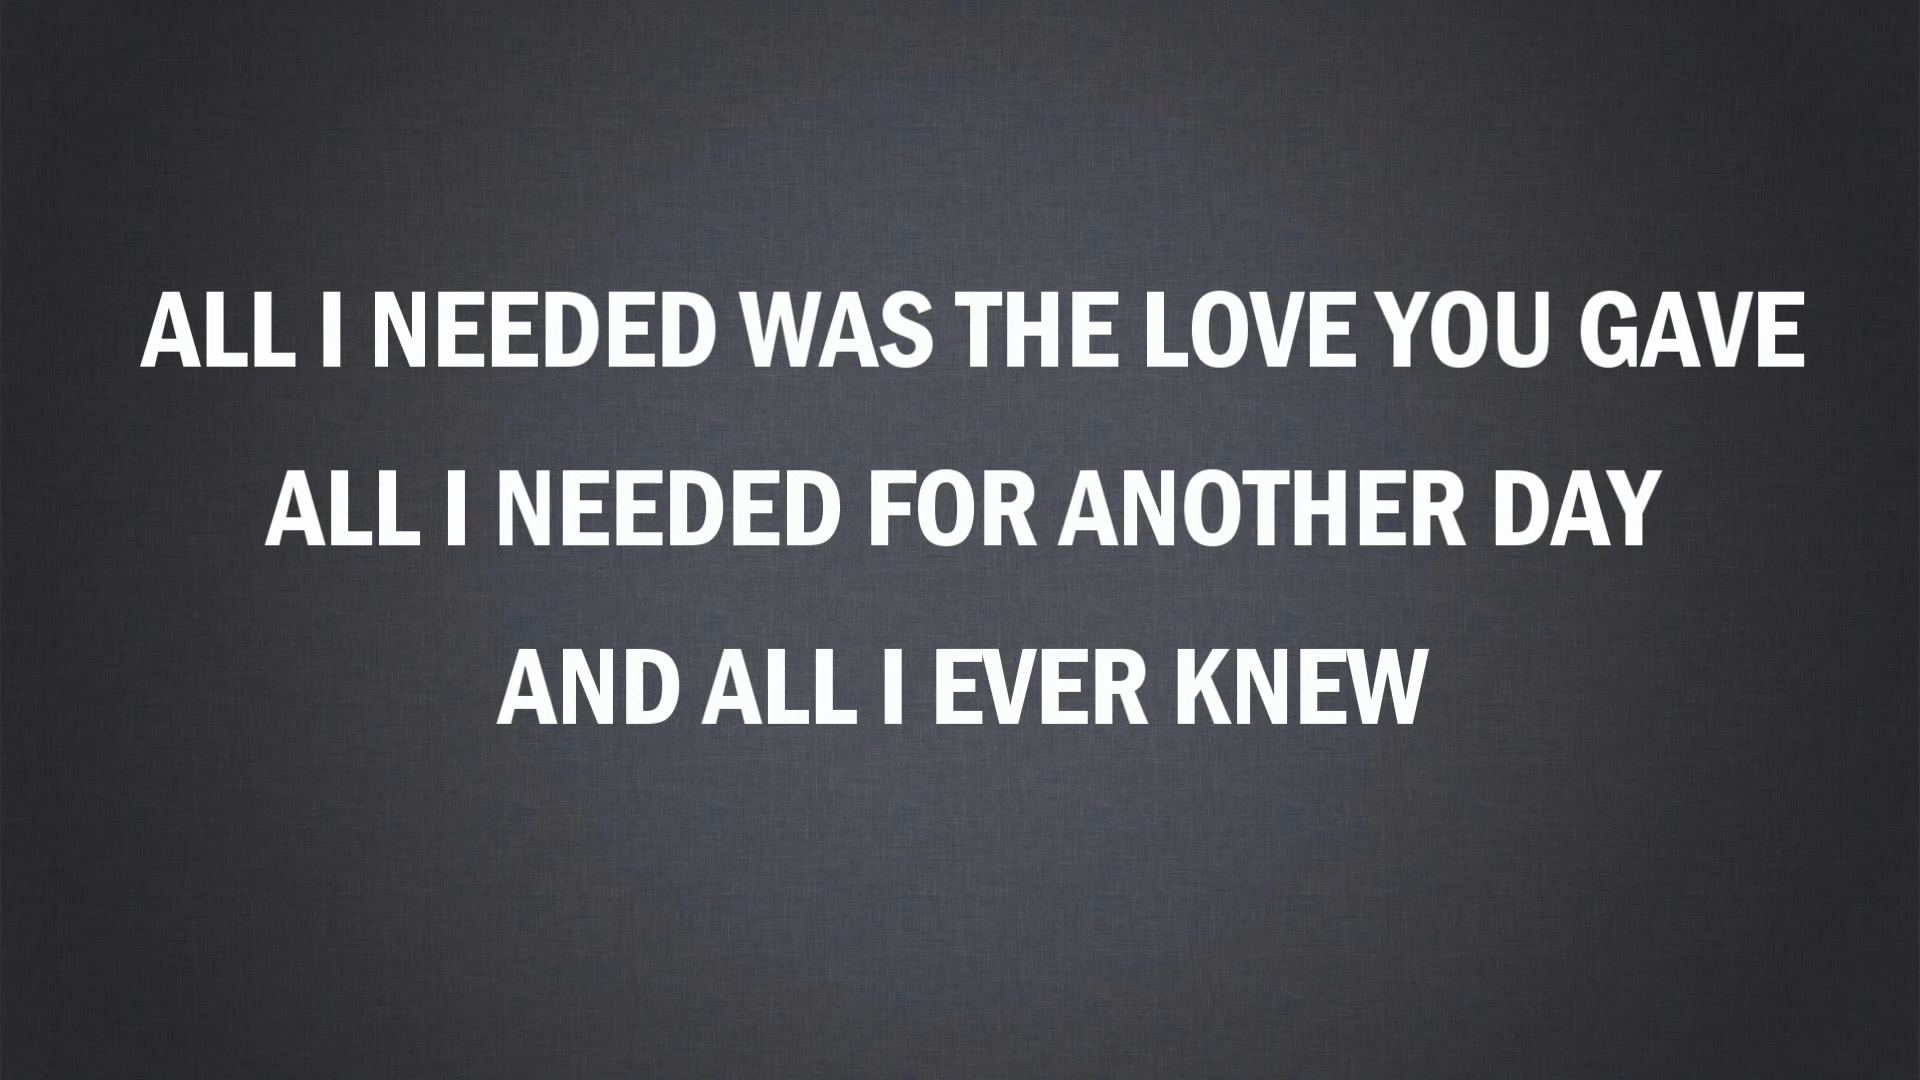 ALL I NEEDED WAS THE LOVE YOU GAVE
ALL I NEEDED FOR ANOTHER DAY
AND ALL I EVER KNEW